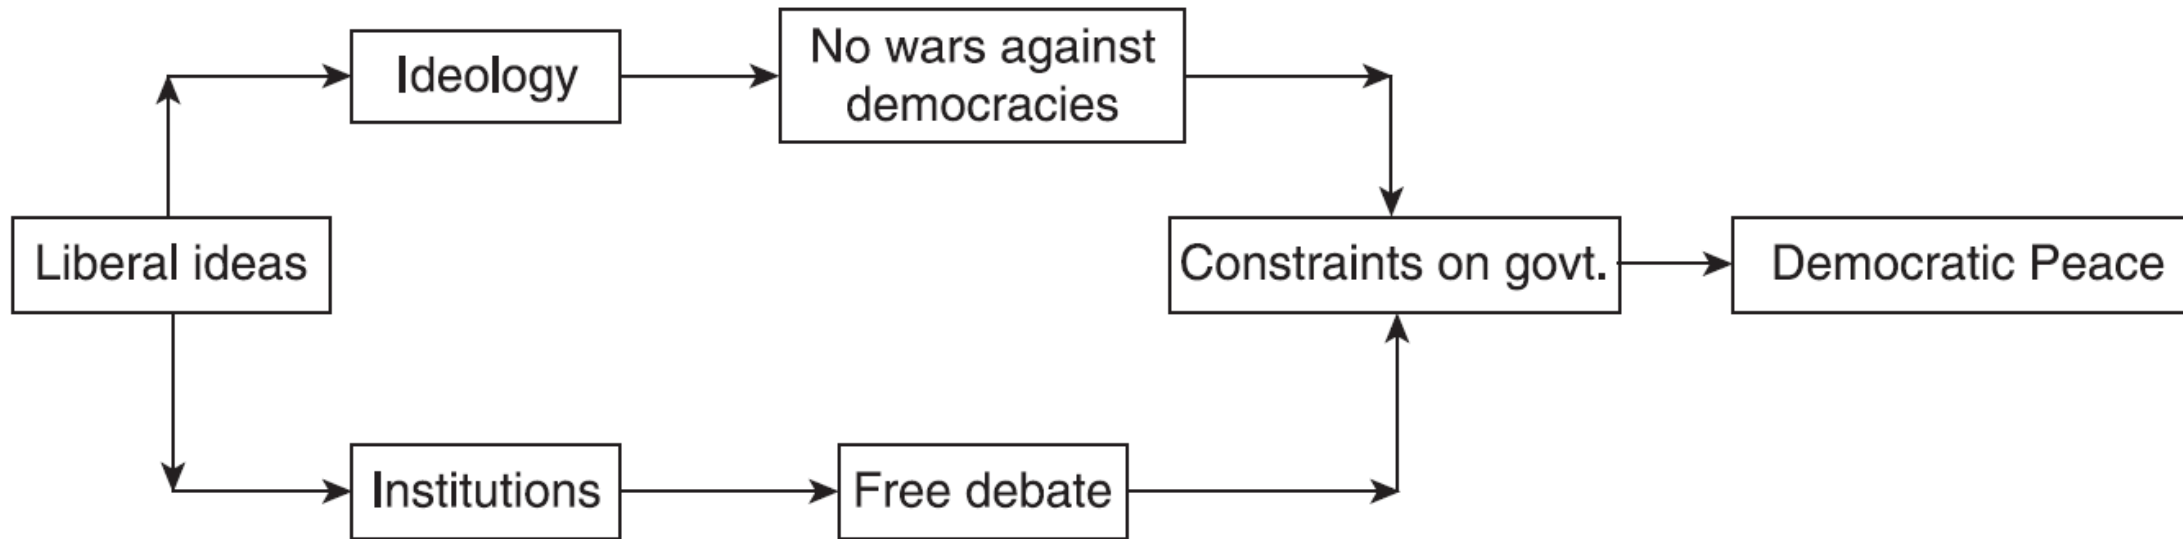 Ideology
No wars against
democracies
Liberal ideas
Constraints on govt.
Democratic Peace
Institutions
Free debate